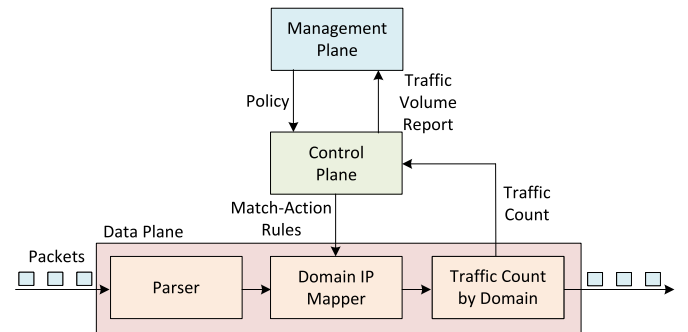 Management
Plane
Policy
Traffic
Volume
Report
Control
Plane
Match-Action
Rules
Traffic
Count
Data Plane
Packets
Parser
Domain IP
Mapper
Traffic Count
by Domain